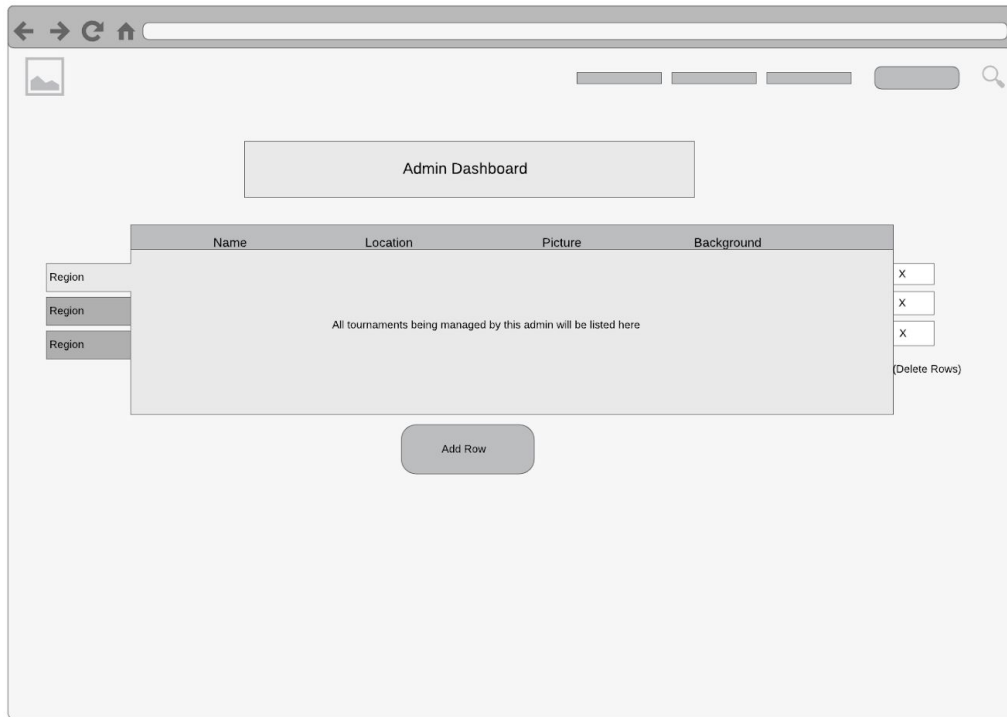 Admin Dashboard
Name Location Picture Background
Region X
Region X
All tournaments being managed by this admin will be listed here
Region X
(Delete Rows)
Add Row